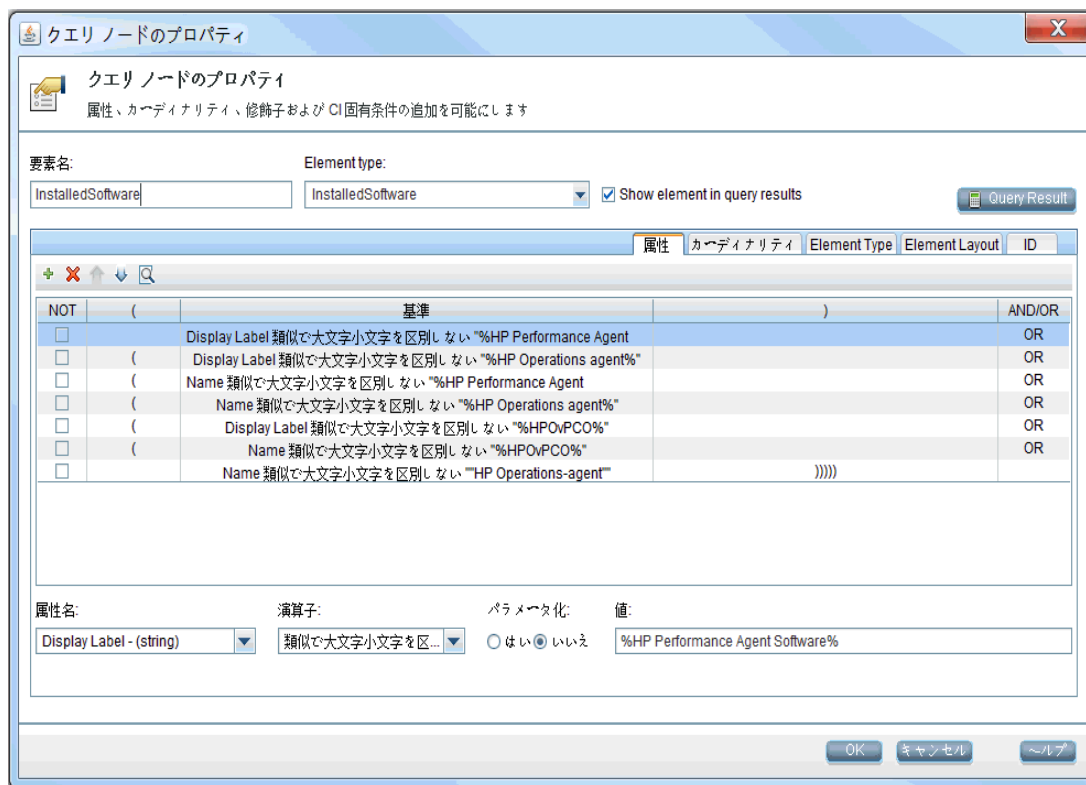 クエリ ノードのプロパティ
クエリ ノードのプロパティ
属性、カーディナリティ、修飾子および CI 固有条件の追加を可能にします
要素名:
Element type:
InstalledSoftware
InstalledSoftware
Show element in query results
Query Result
属性
カーディナリティ
Element Type
Element Layout
ID
NOT ( 基準 ) AND/OR
Display Label 類似で大文字小文字を区別しない "%HP Performance Agent OR
( Display Label 類似で大文字小文字を区別しない "%HP Operations agent%" OR
( Name 類似で大文字小文字を区別しない "%HP Performance Agent OR
( Name 類似で大文字小文字を区別しない "%HP Operations agent%" OR
( Display Label 類似で大文字小文字を区別しない "%HPOvPCO%" OR
( Name 類似で大文字小文字を区別しない "%HPOvPCO%" OR
Name 類似で大文字小文字を区別しない ""HP Operations-agent"" )))))
属性名:
演算子:
パラメータ化:
値:
Display Label - (string)
類似で大文字小文字を区...
はい いいえ
%HP Performance Agent Software%
OK
キャンセル
ヘルプ